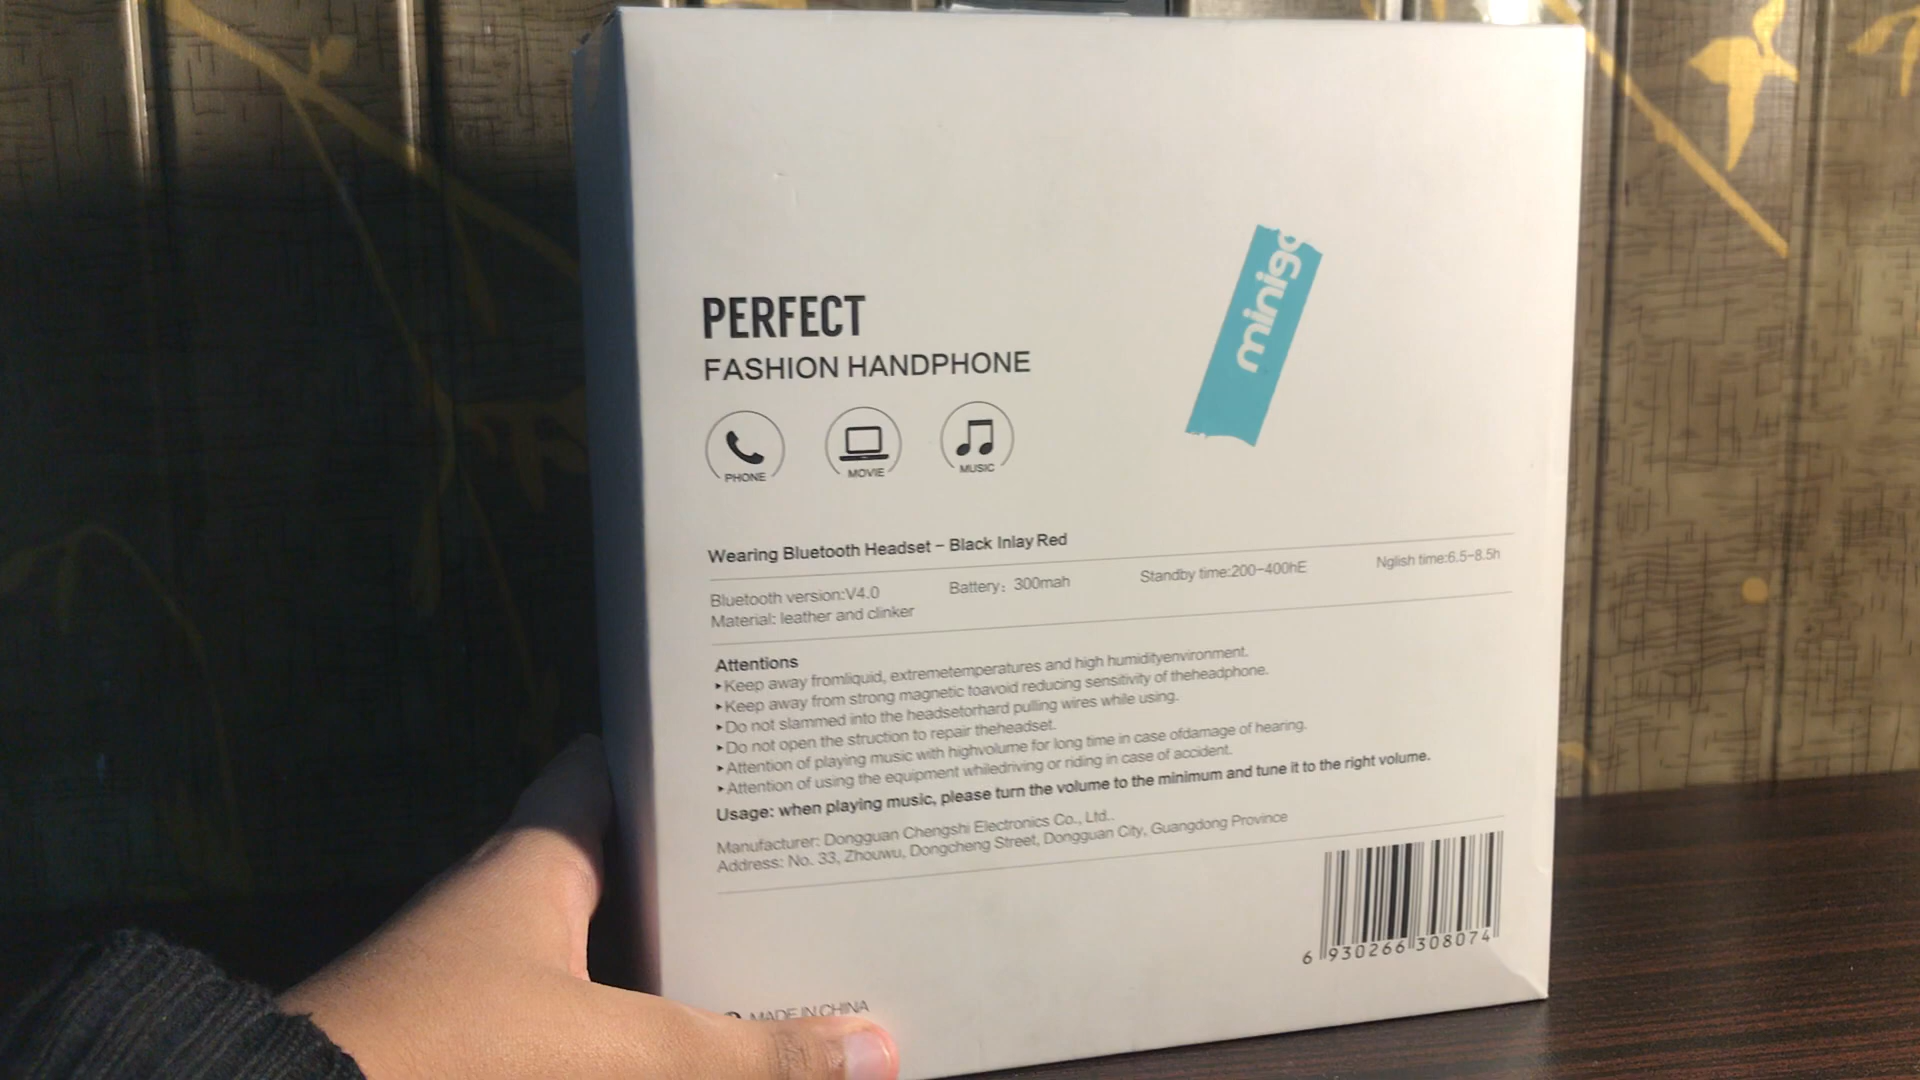 minigo
PERFECT
FASHION HANDPHONE
PHONE
MOVIE
MUSIC
Wearing Bluetooth Headset – Black Inlay Red
Bluetooth version:V4.0 Battery: 300mah Standby time:200-400hE Nglish time:6.5-8.5h
Material: leather and clinker
Attentions
▸Keep away fromliquid, extremetemperatures and high humidityenvironment.
▸Keep away from strong magnetic toavoid reducing sensitivity of theheadphone.
▸Do not slammed into the headsetorhard pulling wires while using.
▸Do not open the struction to repair theheadset.
▸Attention of playing music with highvolume for long time in case ofdamage of hearing.
▸Attention of using the equipment whiledriving or riding in case of accident.
Usage: when playing music, please turn the volume to the minimum and tune it to the right volume.
Manufacturer: Dongguan Chengshi Electronics Co., Ltd..
Address: No. 33, Zhouwu, Dongcheng Street, Dongguan City, Guangdong Province
6 930266 308074
MADE IN CHINA